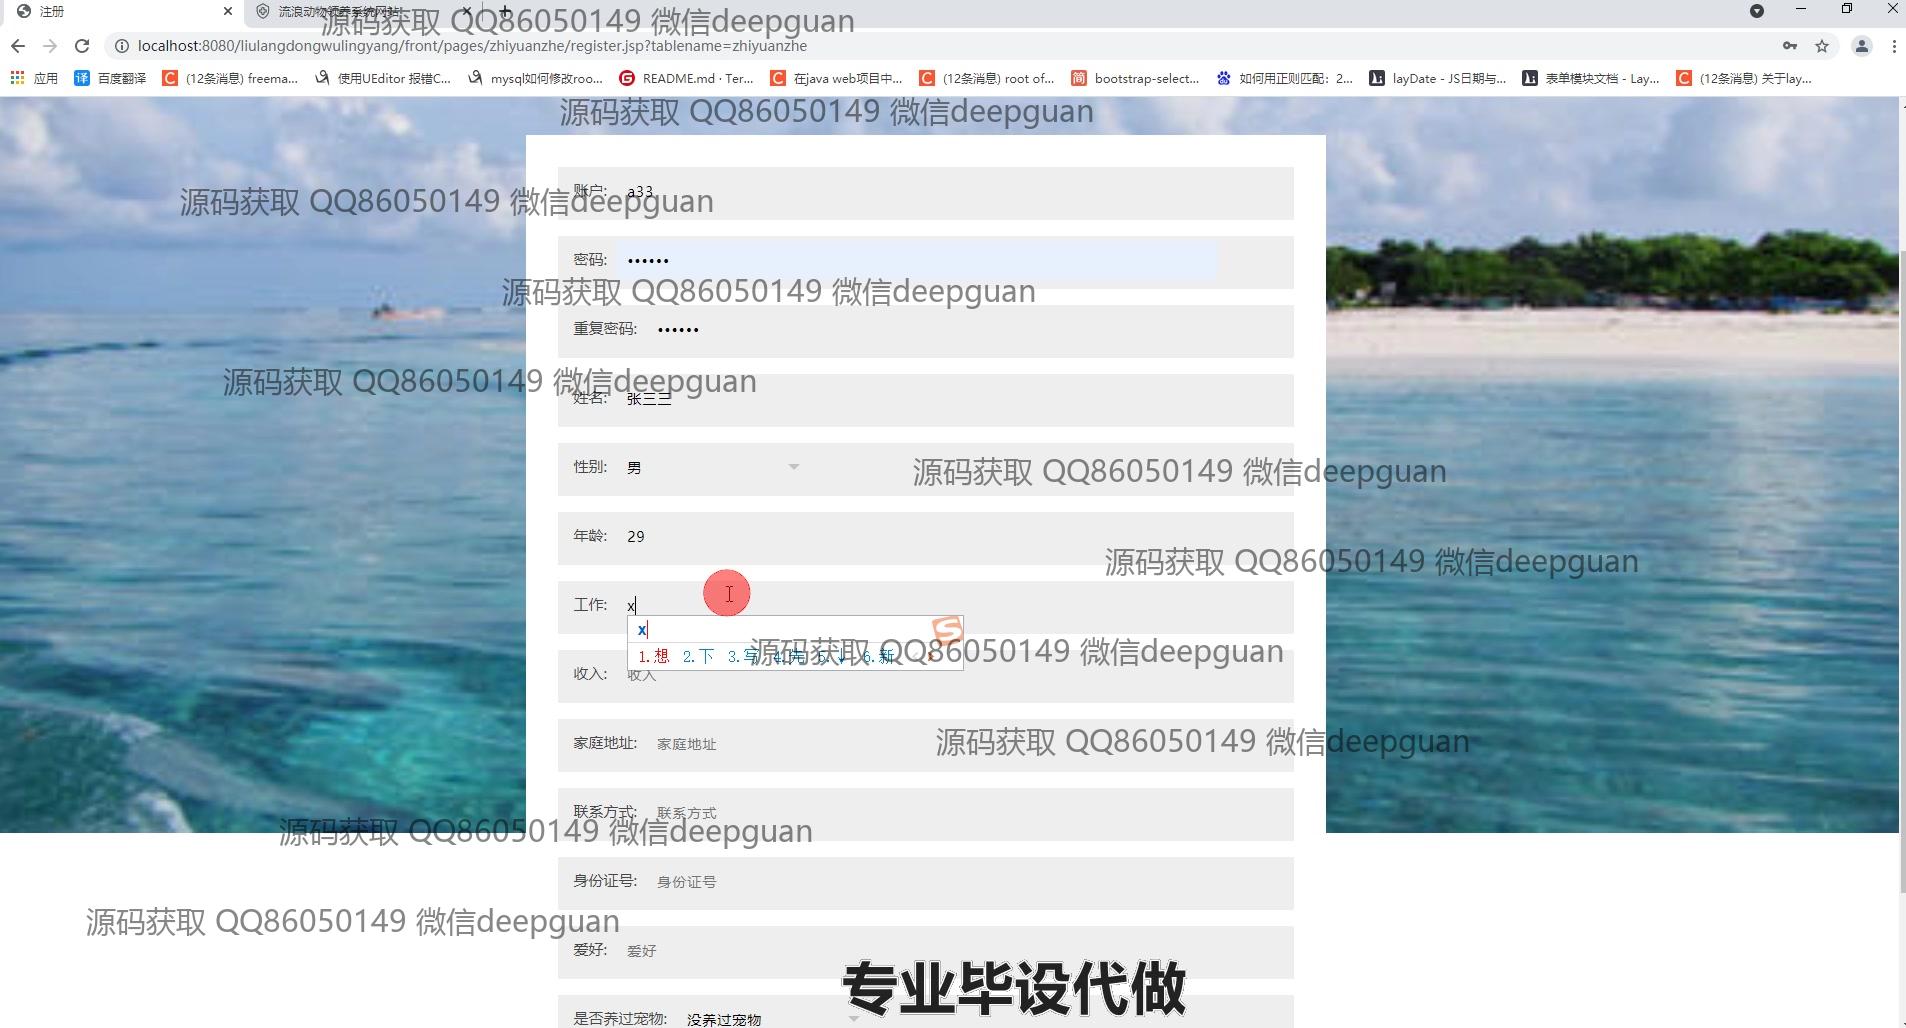 注册
流浪动物领养系统网站
源码获取 QQ86050149 微信deepguan
localhost:8080/liulangdongwulingyang/front/pages/zhiyuanzhe/register.jsp?tablename=zhiyuanzhe
应用 百度翻译 (12条消息) freema... 使用UEditor 报错C... mysql如何修改roo... README.md · Ter... 在java web项目中... (12条消息) root of... bootstrap-select... 如何用正则匹配：2... layDate - JS日期与... 表单模块文档 - Lay... (12条消息) 关于lay...
源码获取 QQ86050149 微信deepguan
账户: a33
源码获取 QQ86050149 微信deepguan
密码: ••••••
源码获取 QQ86050149 微信deepguan
重复密码: ••••••
源码获取 QQ86050149 微信deepguan
姓名: 张三三
性别: 男
源码获取 QQ86050149 微信deepguan
年龄: 29
源码获取 QQ86050149 微信deepguan
工作: x
x
1.想 2.下 3.写 4.先 5.↓ 6.新
源码获取 QQ86050149 微信deepguan
收入: 收入
家庭地址: 家庭地址
源码获取 QQ86050149 微信deepguan
联系方式: 联系方式
源码获取 QQ86050149 微信deepguan
身份证号: 身份证号
源码获取 QQ86050149 微信deepguan
爱好: 爱好
专业毕设代做
是否养过宠物: 没养过宠物